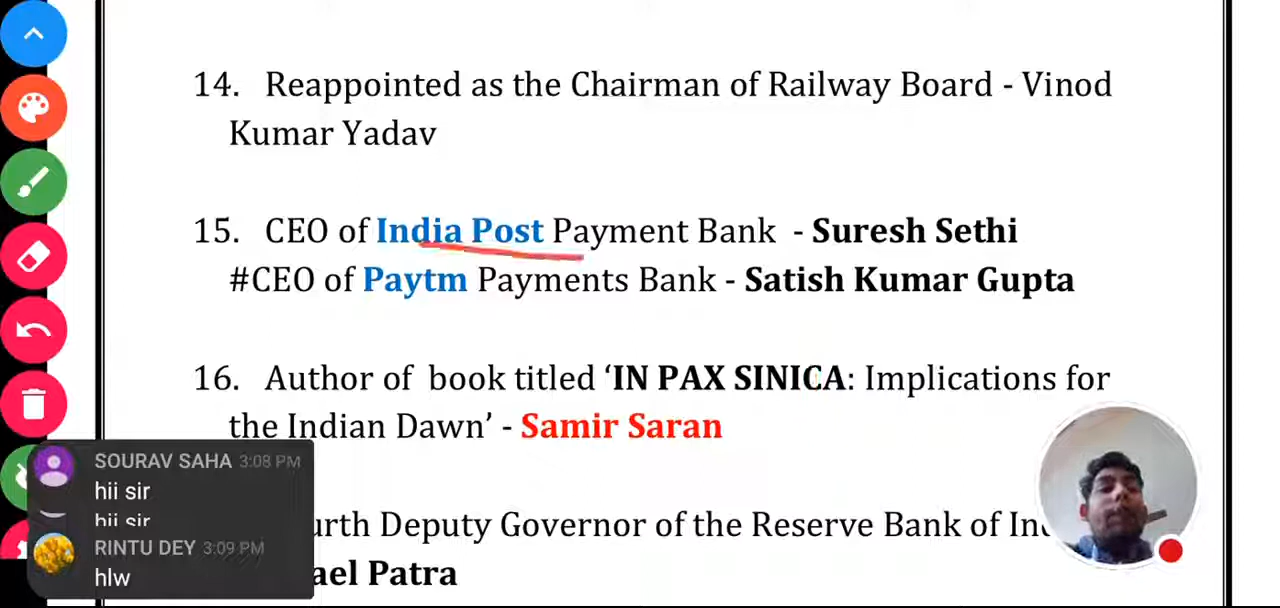 14. Reappointed as the Chairman of Railway Board - Vinod
Kumar Yadav
15. CEO of India Post Payment Bank - Suresh Sethi
#CEO of Paytm Payments Bank - Satish Kumar Gupta
16. Author of book titled ‘IN PAX SINICA: Implications for
the Indian Dawn’ - Samir Saran
Deputy Governor of the Reserve Bank of
Patra
SOURAV SAHA 3:08 PM
hii sir
hii sir
RINTU DEY 3:09 PM
hlw